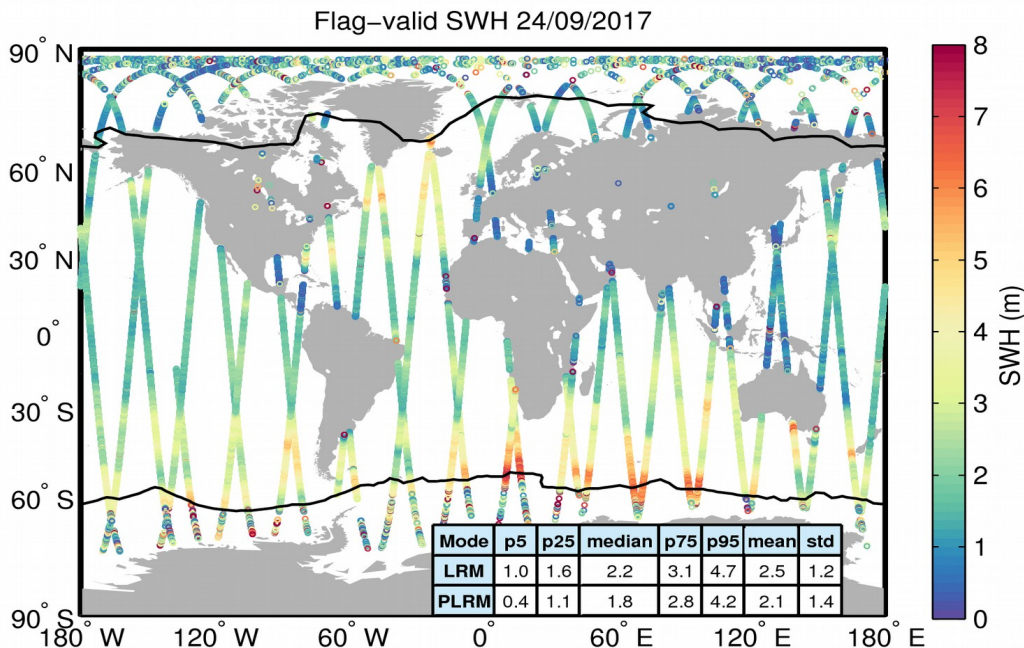 Flag−valid SWH 24/09/2017
90° N
60° N
30° N
0°
30° S
60° S
90° S
180° W
120° W
60° W
0°
60° E
120° E
180° E
Mode p5 p25 median p75 p95 mean std
LRM 1.0 1.6 2.2 3.1 4.7 2.5 1.2
PLRM 0.4 1.1 1.8 2.8 4.2 2.1 1.4
8
7
6
5
4
3
2
1
0
SWH (m)